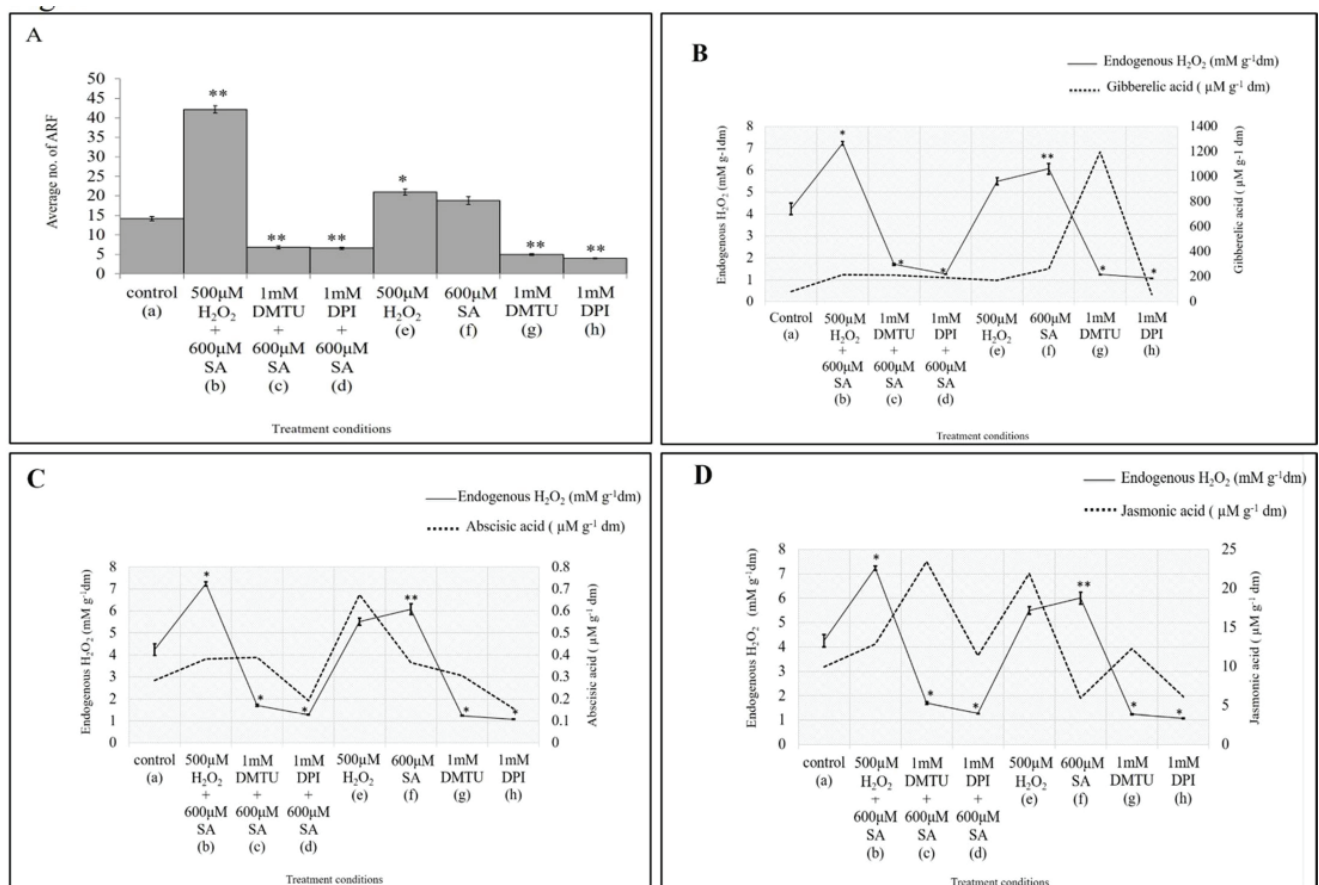 A
50
45
40
35
30
25
20
15
10
5
0
Average no. of ARF
**
**
**
*
**
**
control
(a)
500µM
H₂O₂
+
600µM
SA
(b)
1mM
DMTU
+
600µM
SA
(c)
1mM
DPI
+
600µM
SA
(d)
500µM
H₂O₂
(e)
600µM
SA
(f)
1mM
DMTU
(g)
1mM
DPI
(h)
Treatment conditions
B
Endogenous H₂O₂ (mM g⁻¹dm)
Gibberelic acid ( µM g⁻¹ dm)
8
7
6
5
4
3
2
1
0
Endogenous H₂O₂ (mM g-1dm)
*
*
*
**
*
*
1400
1200
1000
800
600
400
200
0
Gibberelic acid ( µM g-1 dm)
Control
(a)
500µM
H₂O₂
+
600µM
SA
(b)
1mM
DMTU
+
600µM
SA
(c)
1mM
DPI
+
600µM
SA
(d)
500µM
H₂O₂
(e)
600µM
SA
(f)
1mM
DMTU
(g)
1mM
DPI
(h)
Treatment conditions
C
Endogenous H₂O₂ (mM g⁻¹dm)
Abscisic acid ( µM g⁻¹ dm)
8
7
6
5
4
3
2
1
0
Endogenous H₂O₂ (mM g⁻¹dm)
*
*
*
**
*
*
0.8
0.7
0.6
0.5
0.4
0.3
0.2
0.1
0
Abscisic acid ( µM g⁻¹ dm)
control
(a)
500µM
H₂O₂
+
600µM
SA
(b)
1mM
DMTU
+
600µM
SA
(c)
1mM
DPI
+
600µM
SA
(d)
500µM
H₂O₂
(e)
600µM
SA
(f)
1mM
DMTU
(g)
1mM
DPI
(h)
Treatment conditions
D
Endogenous H₂O₂ (mM g⁻¹dm)
Jasmonic acid ( µM g⁻¹ dm)
8
7
6
5
4
3
2
1
0
Endogenous H₂O₂ (mM g⁻¹dm)
*
*
*
**
*
*
25
20
15
10
5
0
Jasmonic acid ( µM g⁻¹ dm)
control
(a)
500µM
H₂O₂
+
600µM
SA
(b)
1mM
DMTU
+
600µM
SA
(c)
1mM
DPI
+
600µM
SA
(d)
500µM
H₂O₂
(e)
600µM
SA
(f)
1mM
DMTU
(g)
1mM
DPI
(h)
Treatment conditions